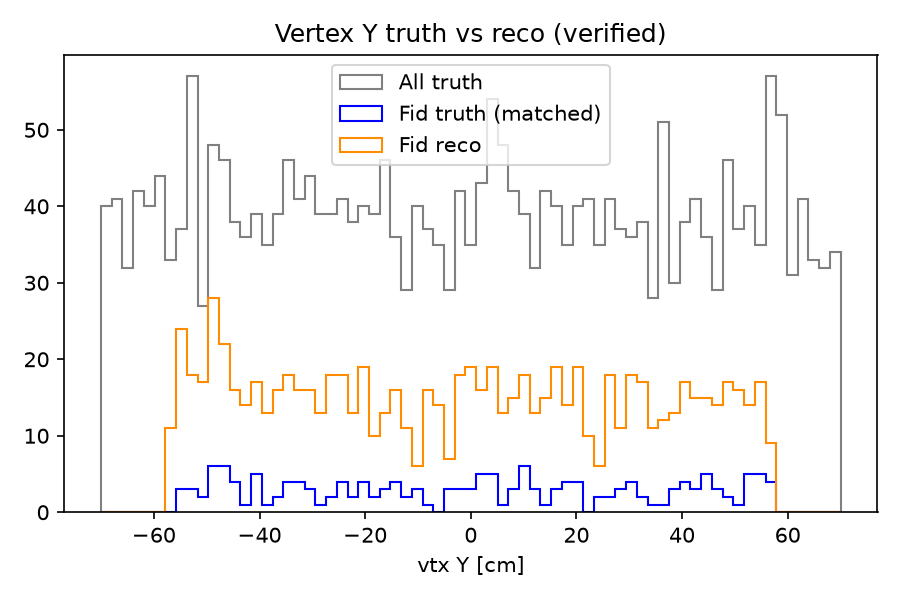 Vertex Y truth vs reco (verified)
All truth
Fid truth (matched)
Fid reco
50
40
30
20
10
0
−60 −40 −20 0 20 40 60
vtx Y [cm]